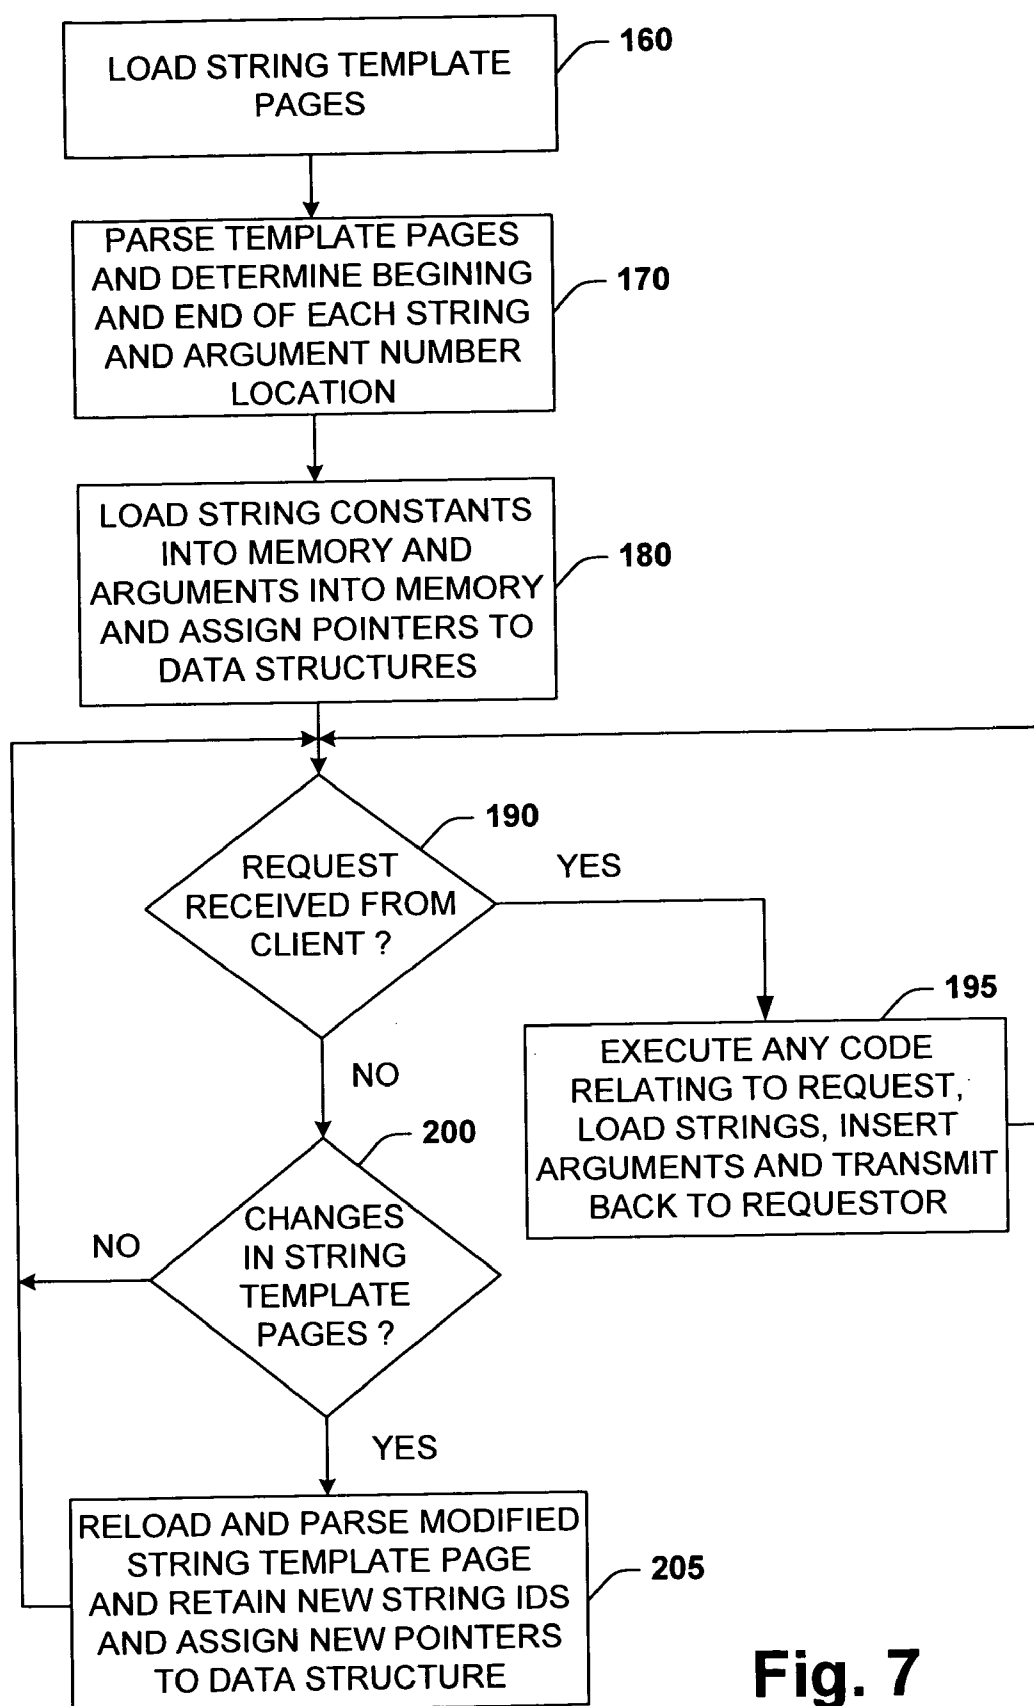 LOAD STRING TEMPLATE
PAGES
160
PARSE TEMPLATE PAGES
AND DETERMINE BEGINING
AND END OF EACH STRING
AND ARGUMENT NUMBER
LOCATION
170
LOAD STRING CONSTANTS
INTO MEMORY AND
ARGUMENTS INTO MEMORY
AND ASSIGN POINTERS TO
DATA STRUCTURES
180
REQUEST
RECEIVED FROM
CLIENT ?
190
YES
NO
EXECUTE ANY CODE
RELATING TO REQUEST,
LOAD STRINGS, INSERT
ARGUMENTS AND TRANSMIT
BACK TO REQUESTOR
195
CHANGES
IN STRING
TEMPLATE
PAGES ?
200
NO
YES
RELOAD AND PARSE MODIFIED
STRING TEMPLATE PAGE
AND RETAIN NEW STRING IDS
AND ASSIGN NEW POINTERS
TO DATA STRUCTURE
205
Fig. 7